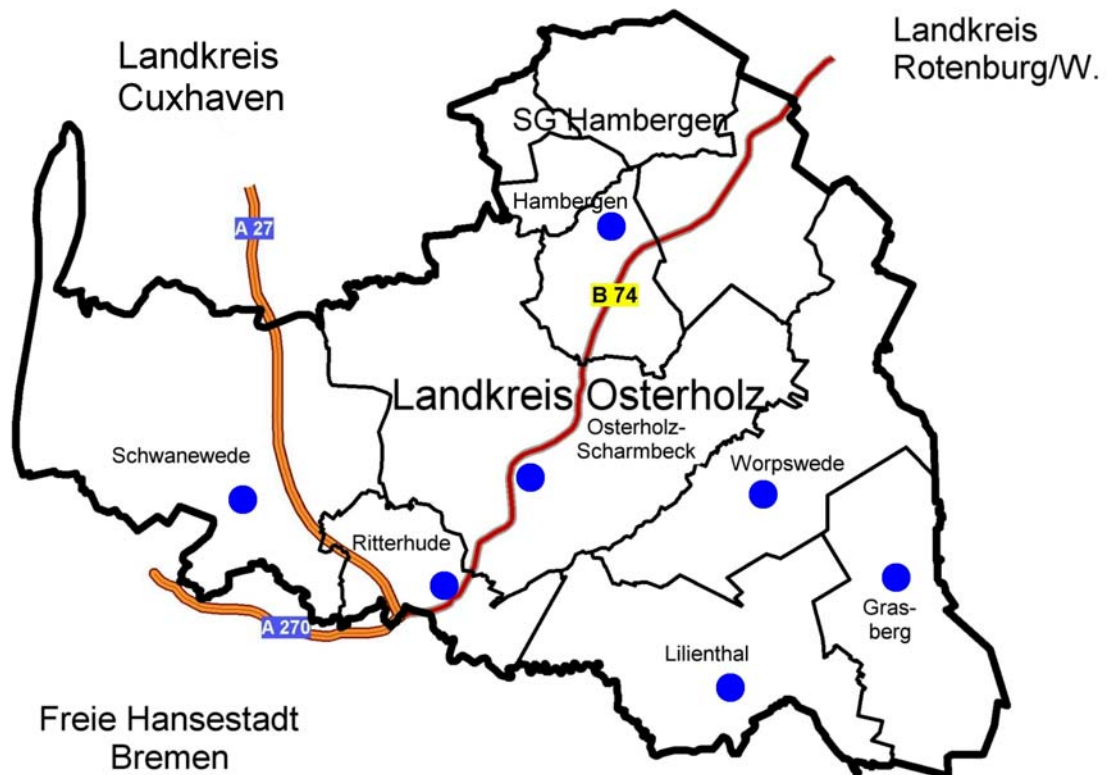 Landkreis
Cuxhaven
Landkreis
Rotenburg/W.
SG Hambergen
Hambergen
A 27
B 74
Landkreis Osterholz
Osterholz-
Scharmbeck
Schwanewede
Worpswede
Ritterhude
Gras-
berg
A 270
Lilienthal
Freie Hansestadt
Bremen